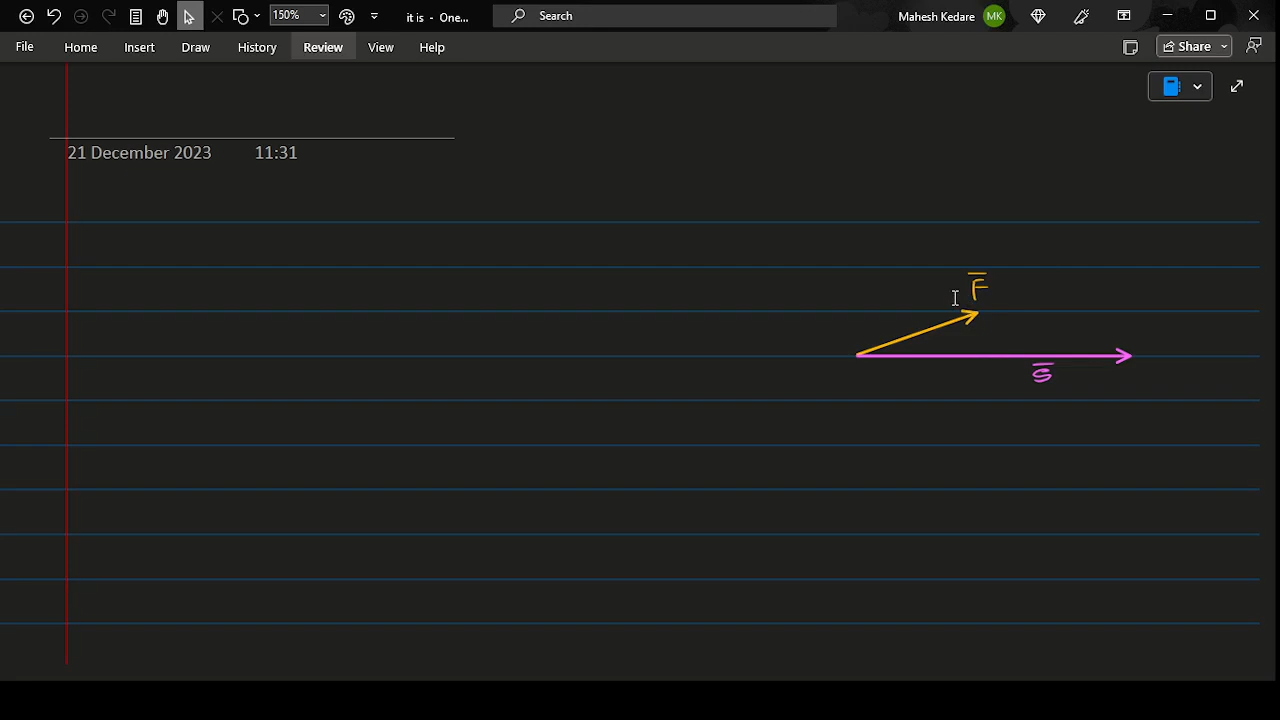 150% it is - One... Search Mahesh Kedare MK
File Home Insert Draw History Review View Help Share
21 December 2023 11:31
F̅
s̅